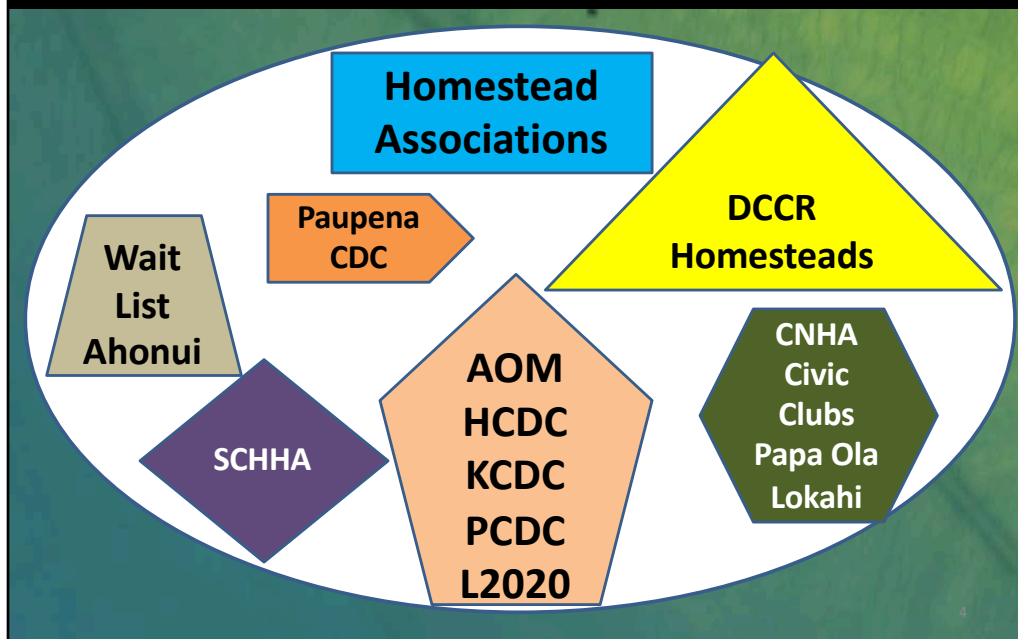 Homestead
Associations
DCCR
Homesteads
Paupena
CDC
Wait
List
Ahonui
SCHHA
AOM
HCDC
KCDC
PCDC
L2020
CNHA
Civic
Clubs
Papa Ola
Lokahi
4